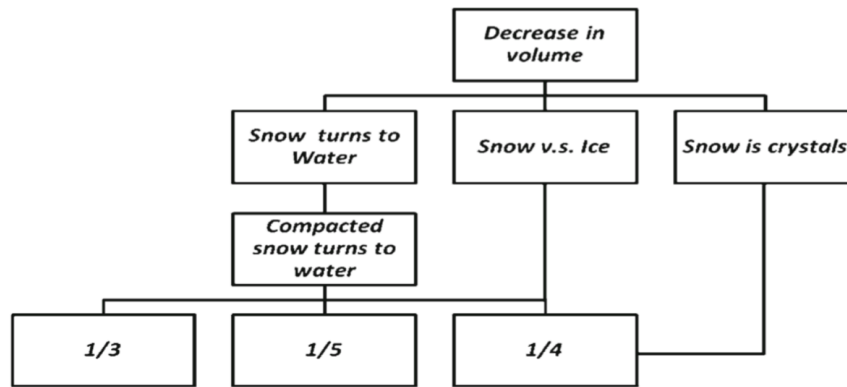 Decrease in
volume
Snow turns to
Water
Snow v.s. Ice
Snow is crystals
Compacted
snow turns to
water
1/3
1/5
1/4